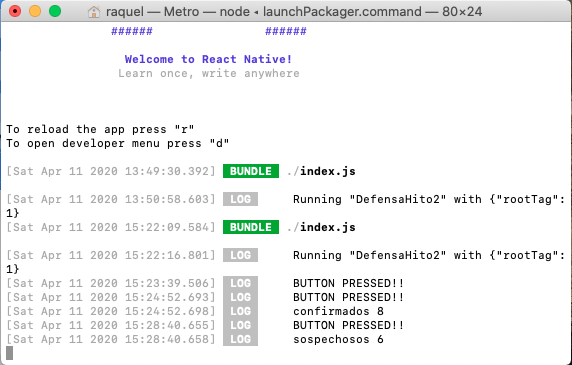 raquel — Metro — node ◂ launchPackager.command — 80×24
###### ######
Welcome to React Native!
Learn once, write anywhere
To reload the app press "r"
To open developer menu press "d"
[Sat Apr 11 2020 13:49:30.392] BUNDLE ./index.js
[Sat Apr 11 2020 13:50:58.603] LOG Running "DefensaHito2" with {"rootTag":
1}
[Sat Apr 11 2020 15:22:09.584] BUNDLE ./index.js
[Sat Apr 11 2020 15:22:16.801] LOG Running "DefensaHito2" with {"rootTag":
1}
[Sat Apr 11 2020 15:23:39.506] LOG BUTTON PRESSED!!
[Sat Apr 11 2020 15:24:52.693] LOG BUTTON PRESSED!!
[Sat Apr 11 2020 15:24:52.698] LOG confirmados 8
[Sat Apr 11 2020 15:28:40.655] LOG BUTTON PRESSED!!
[Sat Apr 11 2020 15:28:40.658] LOG sospechosos 6